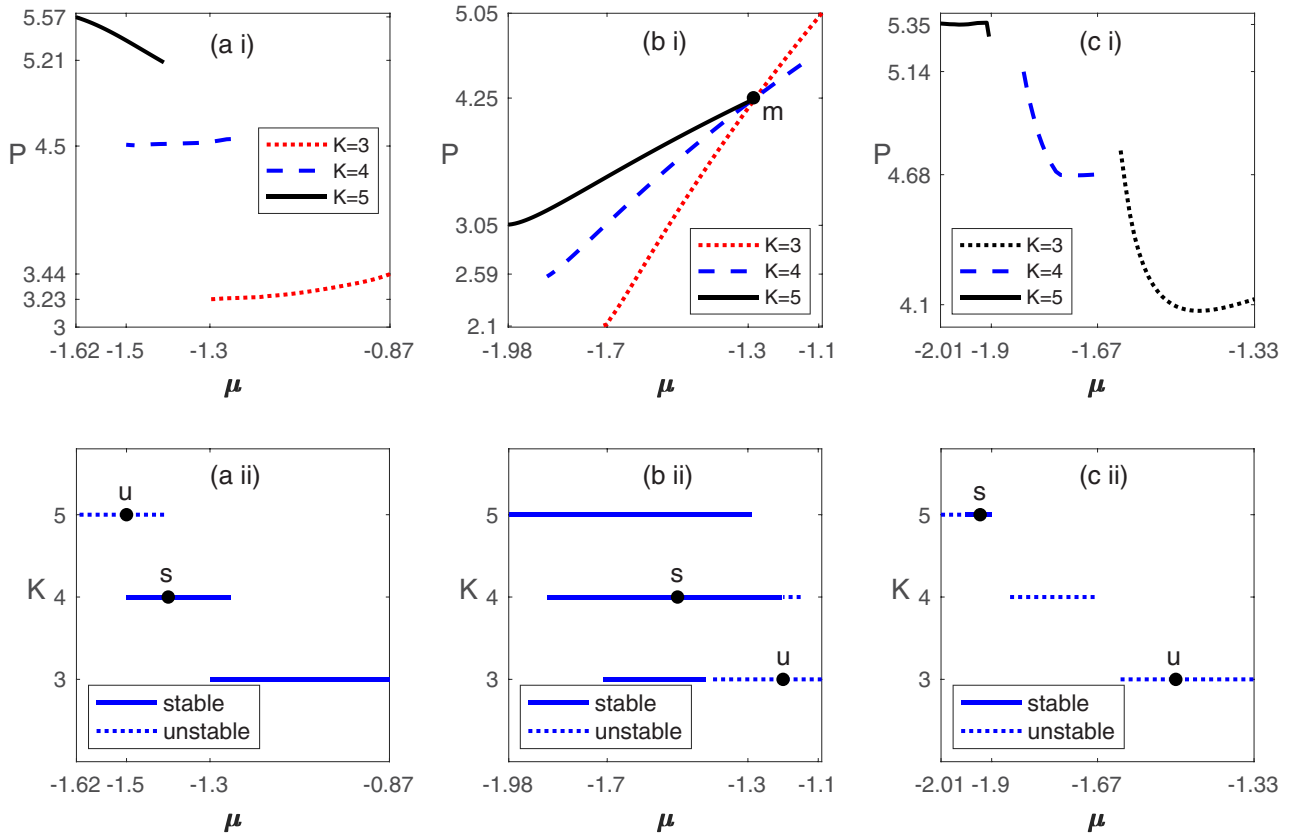 (a i)
5.57
5.21
4.5
3.44
3.23
3
P
K=3
K=4
K=5
-1.62
-1.5
-1.3
-0.87
μ
(b i)
5.05
4.25
3.05
2.59
2.1
P
m
K=3
K=4
K=5
-1.98
-1.7
-1.3
-1.1
μ
(c i)
5.35
5.14
4.68
4.1
P
K=3
K=4
K=5
-2.01
-1.9
-1.67
-1.33
μ
(a ii)
5
4
3
K
u
s
stable
unstable
-1.62
-1.5
-1.3
-0.87
μ
(b ii)
5
4
3
K
s
u
stable
unstable
-1.98
-1.7
-1.3
-1.1
μ
(c ii)
5
4
3
K
s
u
stable
unstable
-2.01
-1.9
-1.67
-1.33
μ